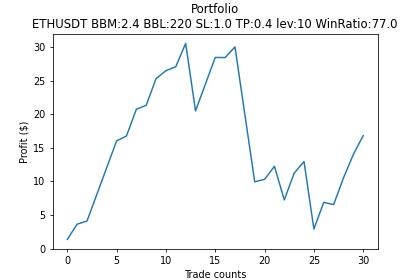 Portfolio
ETHUSDT BBM:2.4 BBL:220 SL:1.0 TP:0.4 lev:10 WinRatio:77.0
30
25
20
15
10
5
0
Profit ($)
0 5 10 15 20 25 30
Trade counts